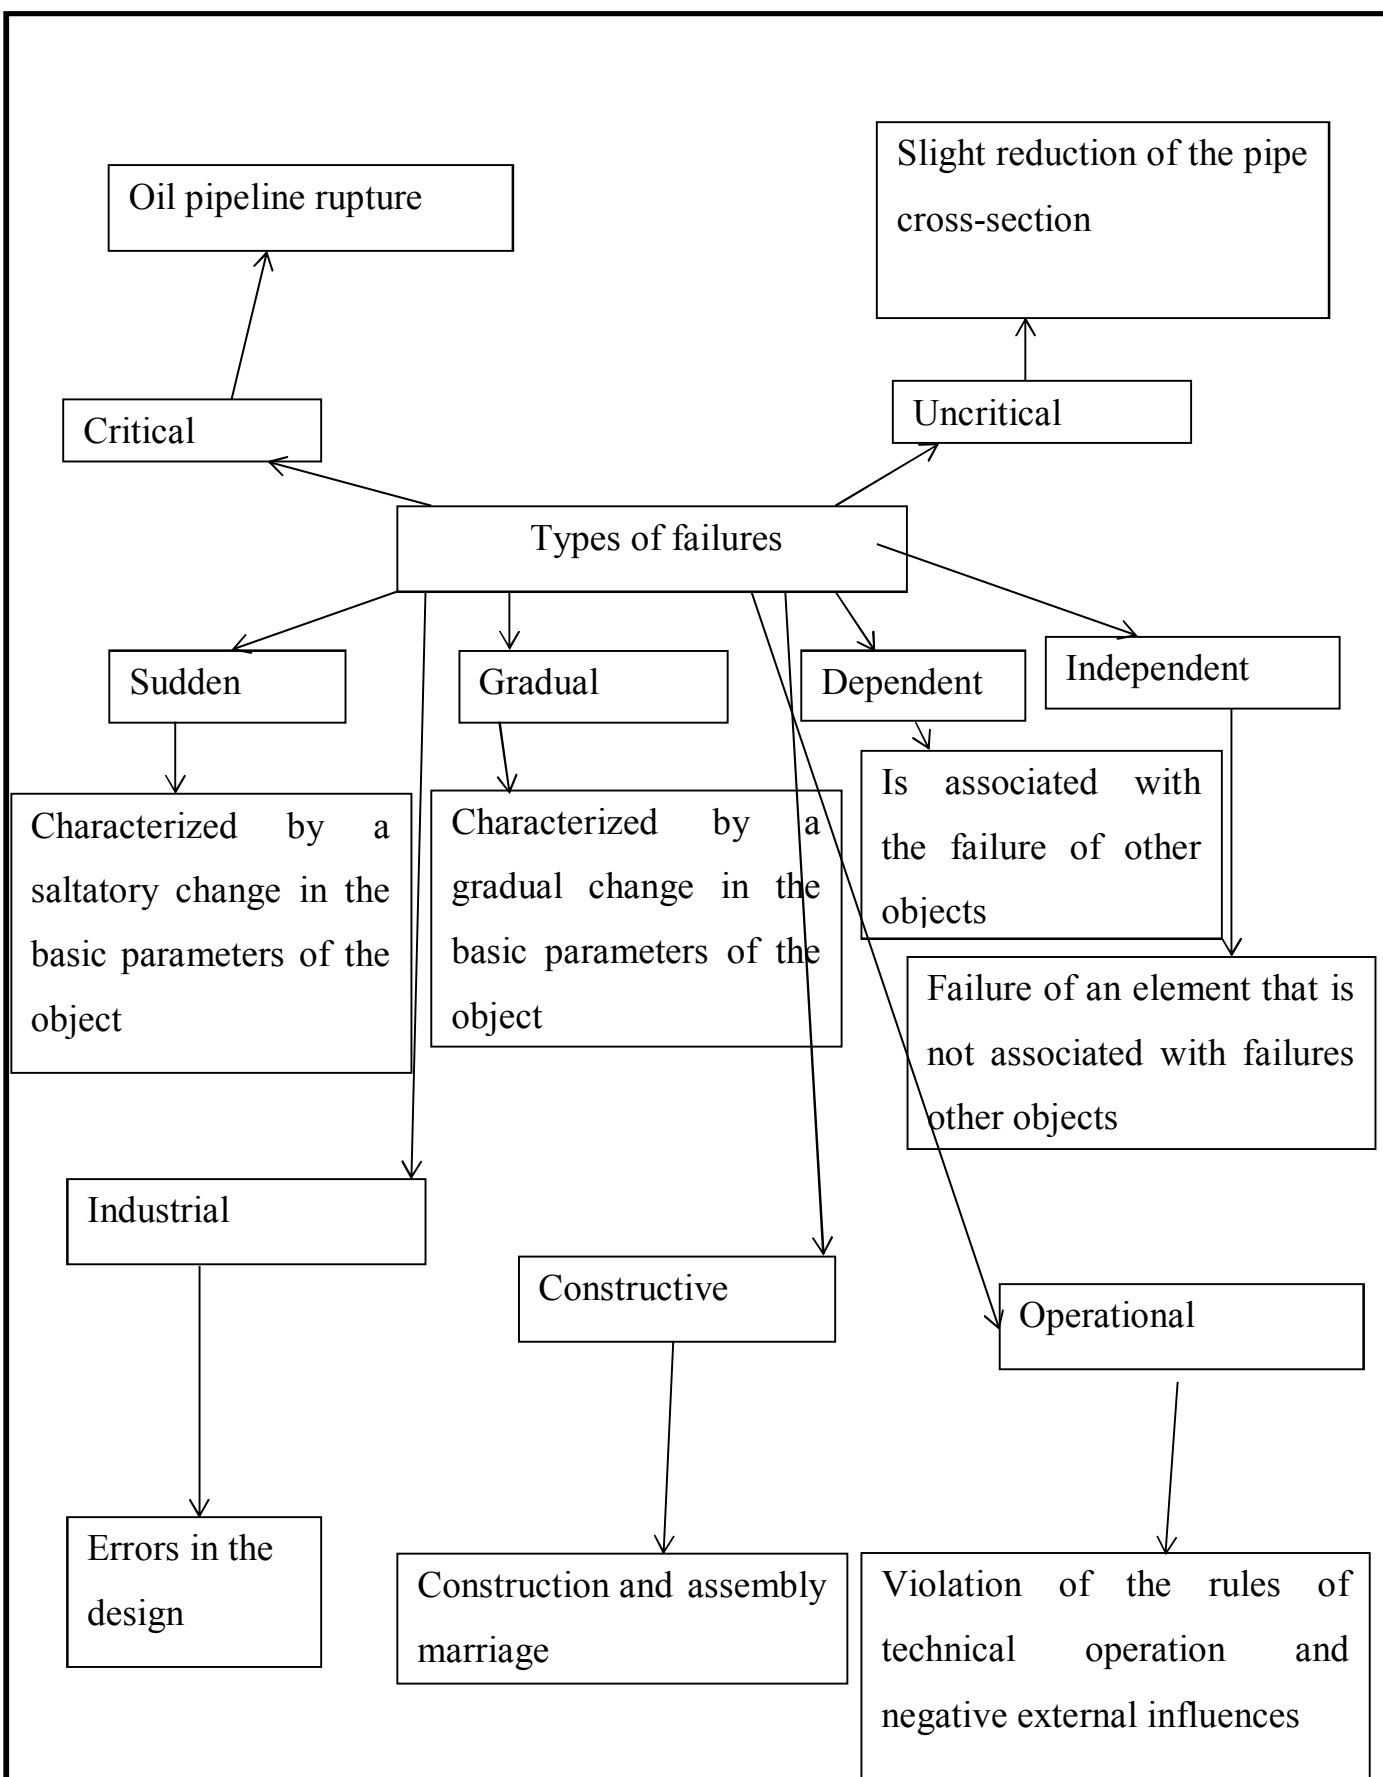 Oil pipeline rupture
Slight reduction of the pipe
cross-section
Critical
Uncritical
Types of failures
Sudden
Gradual
Dependent
Independent
Characterized by a
saltatory change in the
basic parameters of the
object
Characterized by a
gradual change in the
basic parameters of the
object
Is associated with
the failure of other
objects
Failure of an element that is
not associated with failures
other objects
Industrial
Constructive
Operational
Errors in the
design
Construction and assembly
marriage
Violation of the rules of
technical operation and
negative external influences